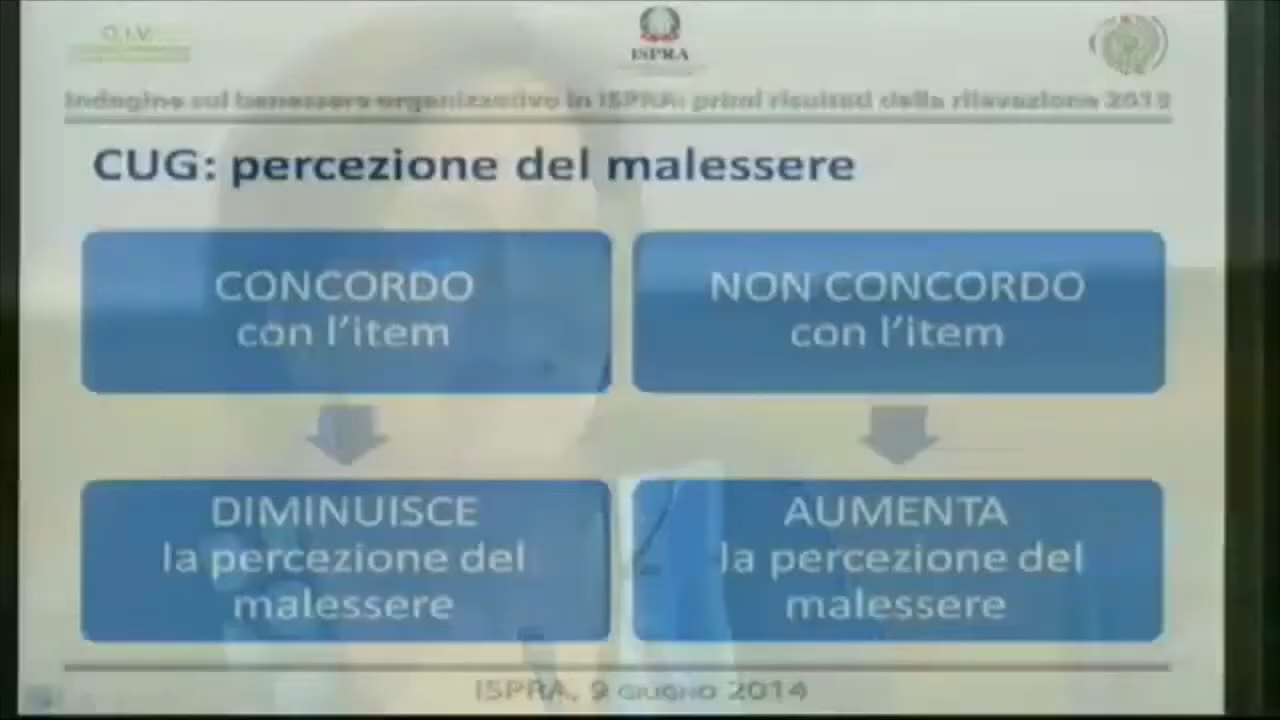 O.I.V.
ISPRA
Indagine sul benessere organizzativo in ISPRA: primi risultati della rilevazione 2013
CUG: percezione del malessere
CONCORDO
con l'item
NON CONCORDO
con l'item
DIMINUISCE
la percezione del
malessere
AUMENTA
la percezione del
malessere
ISPRA, 9 GIUGNO 2014